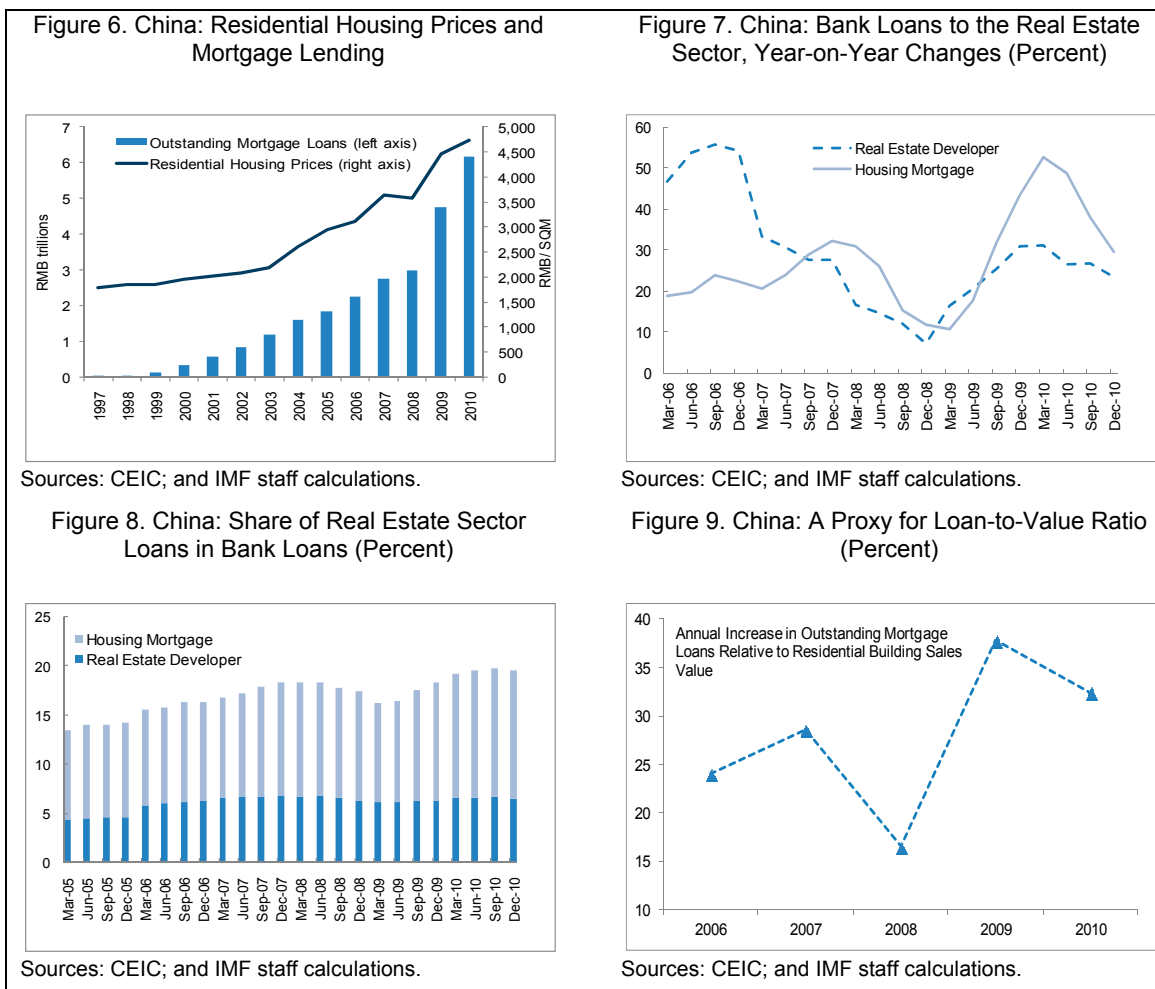 Figure 6. China: Residential Housing Prices and
Mortgage Lending
7
6
5
4
3
2
1
0
RMB trillions
Outstanding Mortgage Loans (left axis)
Residential Housing Prices (right axis)
5,000
4,500
4,000
3,500
3,000
2,500
2,000
1,500
1,000
500
0
RMB/ SQM
1997
1998
1999
2000
2001
2002
2003
2004
2005
2006
2007
2008
2009
2010
Sources: CEIC; and IMF staff calculations.
Figure 7. China: Bank Loans to the Real Estate
Sector, Year-on-Year Changes (Percent)
60
50
40
30
20
10
0
Real Estate Developer
Housing Mortgage
Mar-06
Jun-06
Sep-06
Dec-06
Mar-07
Jun-07
Sep-07
Dec-07
Mar-08
Jun-08
Sep-08
Dec-08
Mar-09
Jun-09
Sep-09
Dec-09
Mar-10
Jun-10
Sep-10
Dec-10
Sources: CEIC; and IMF staff calculations.
Figure 8. China: Share of Real Estate Sector
Loans in Bank Loans (Percent)
25
20
15
10
5
0
Housing Mortgage
Real Estate Developer
Mar-05
Jun-05
Sep-05
Dec-05
Mar-06
Jun-06
Sep-06
Dec-06
Mar-07
Jun-07
Sep-07
Dec-07
Mar-08
Jun-08
Sep-08
Dec-08
Mar-09
Jun-09
Sep-09
Dec-09
Mar-10
Jun-10
Sep-10
Dec-10
Sources: CEIC; and IMF staff calculations.
Figure 9. China: A Proxy for Loan-to-Value Ratio
(Percent)
40
35
30
25
20
15
10
Annual Increase in Outstanding Mortgage
Loans Relative to Residential Building Sales
Value
2006
2007
2008
2009
2010
Sources: CEIC; and IMF staff calculations.